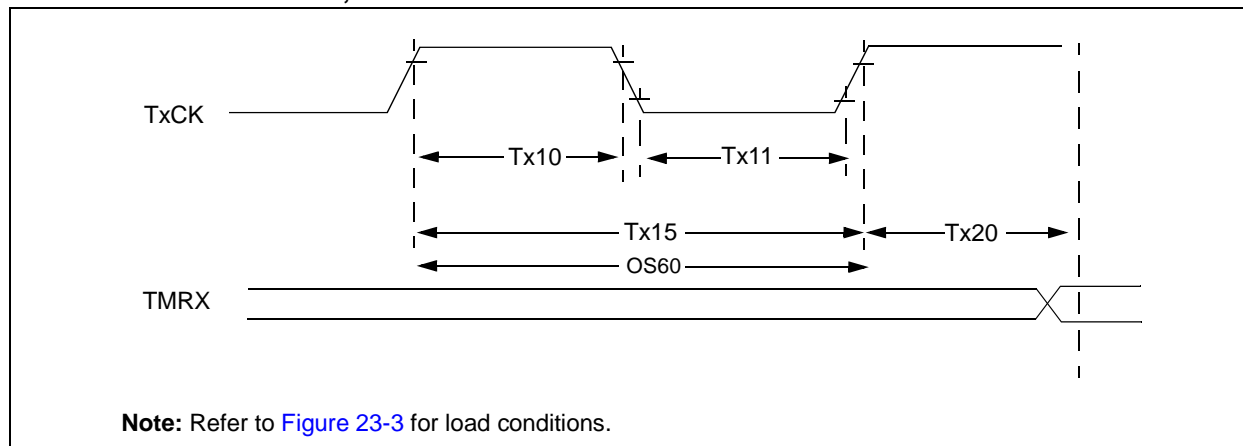 TxCK
Tx10
Tx11
Tx15
Tx20
OS60
TMRX
Note: Refer to Figure 23-3 for load conditions.